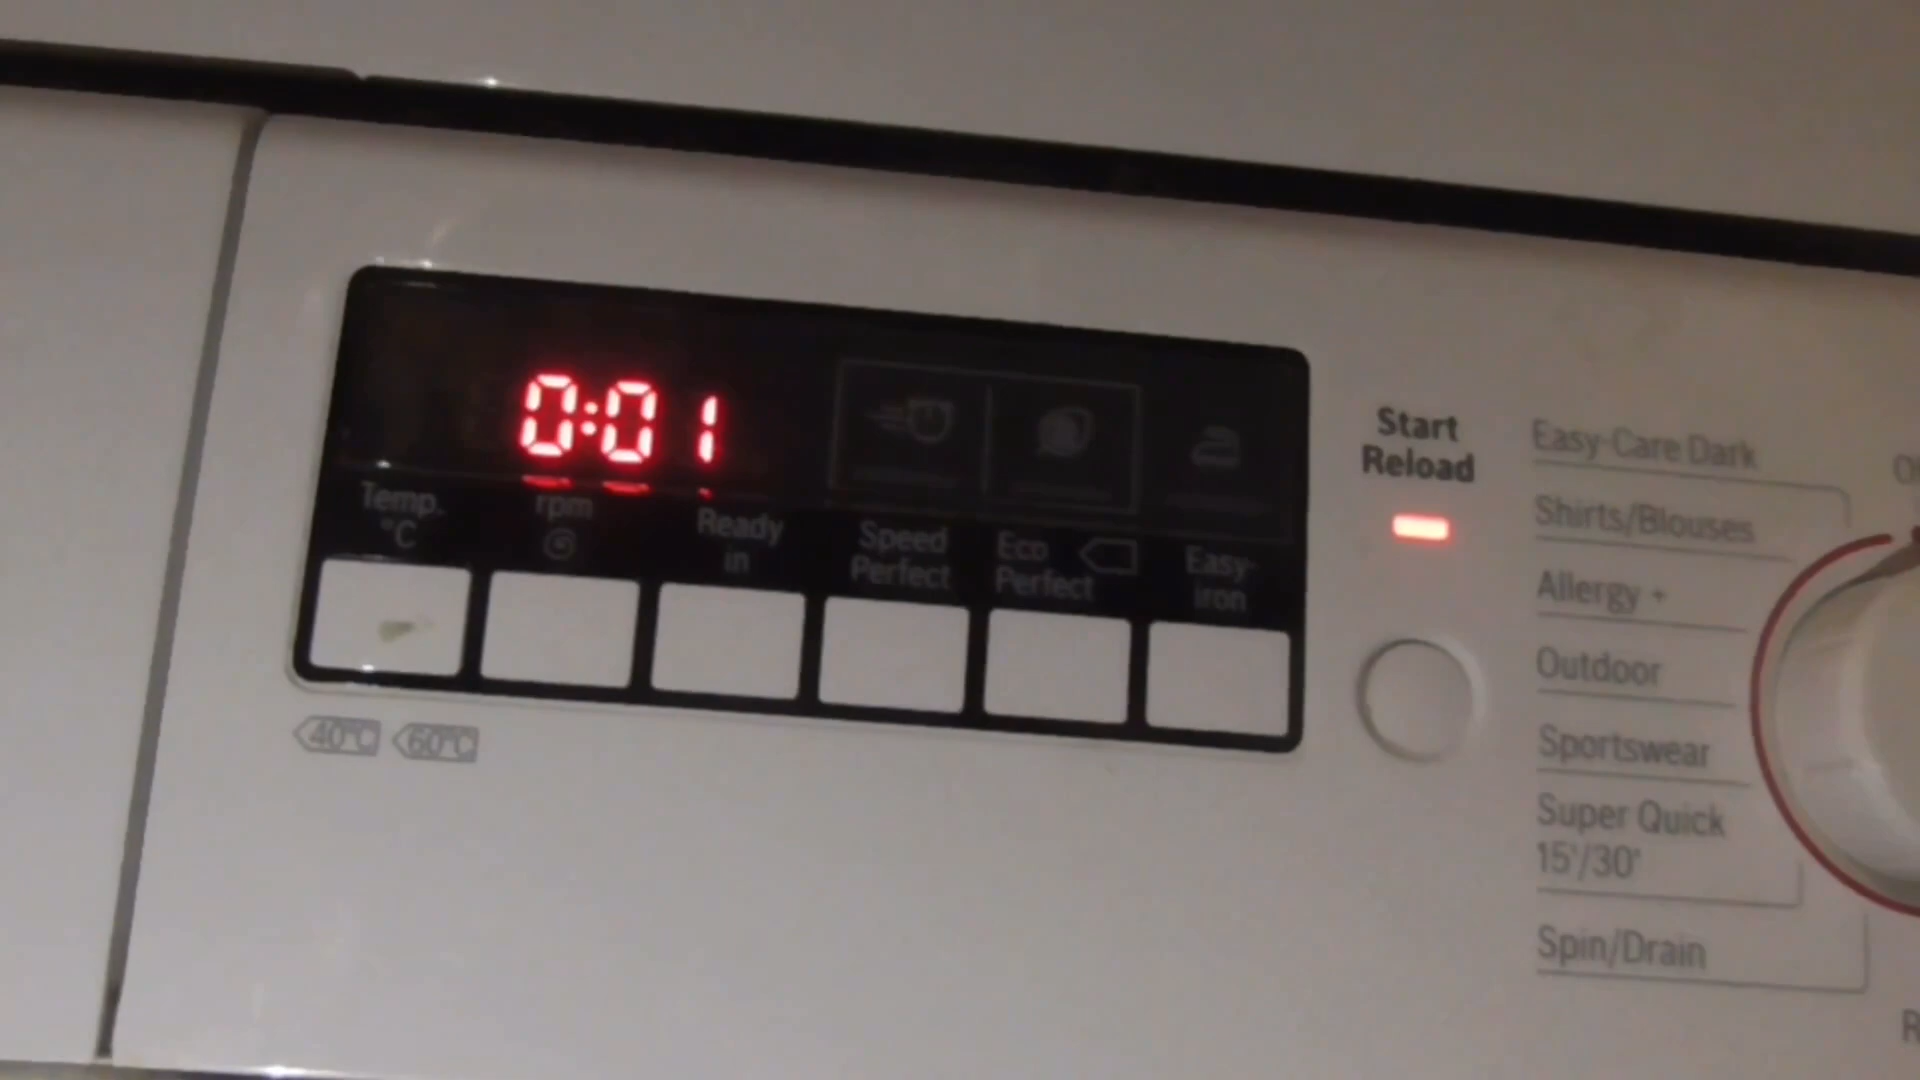 0:01
Temp.
°C
rpm
Ready
in
Speed
Perfect
Eco
Perfect
Easy-
iron
40°C 60°C
Start
Reload
Easy-Care Dark
Shirts/Blouses
Allergy +
Outdoor
Sportswear
Super Quick
15'/30'
Spin/Drain